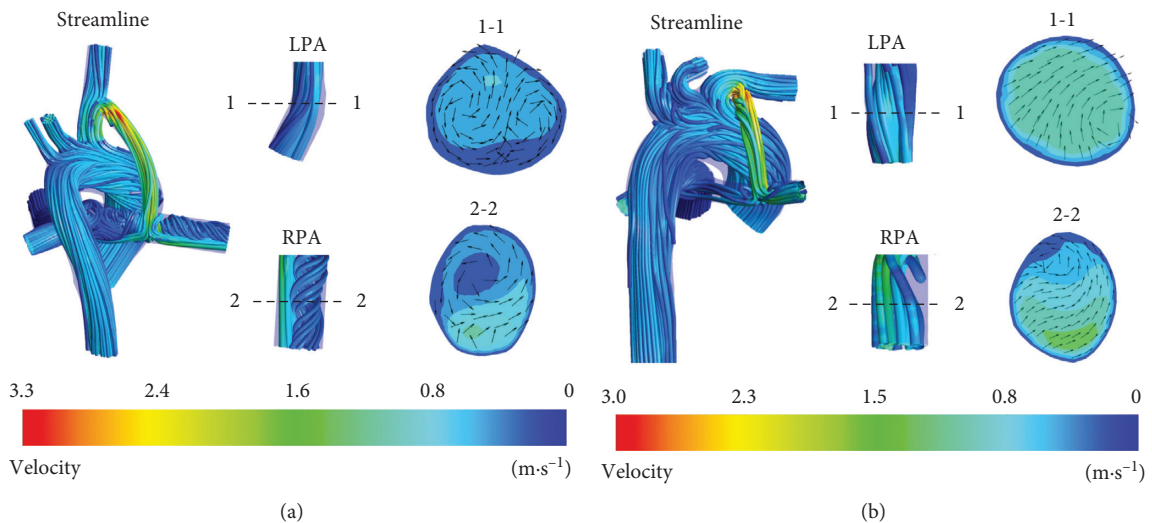 Streamline
LPA
1-1
1 1
RPA
2-2
2 2
3.3 2.4 1.6 0.8 0
Velocity (m·s⁻¹)
(a)
Streamline
LPA
1-1
1 1
RPA
2-2
2 2
3.0 2.3 1.5 0.8 0
Velocity (m·s⁻¹)
(b)